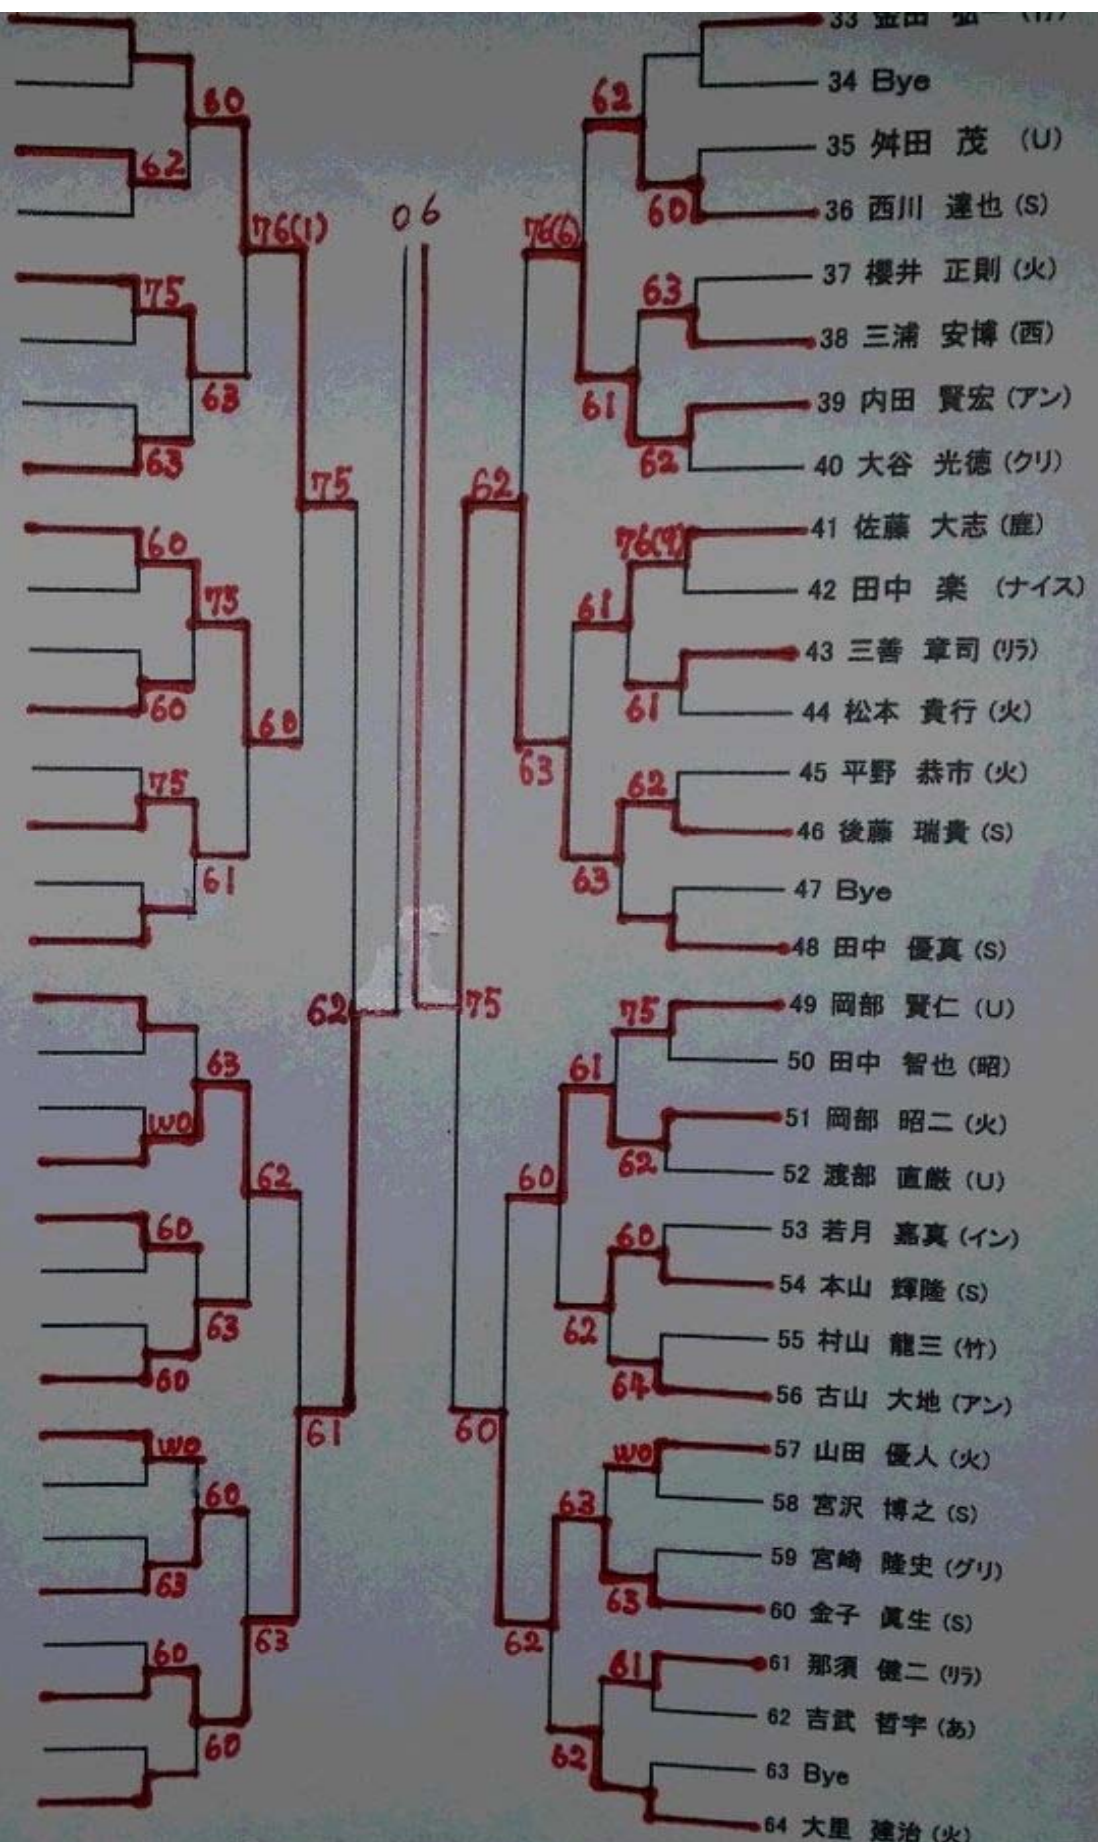 33 金田
34 Bye
60
62
35 舛田 茂 (U)
62
60
36 西川 達也 (S)
06
76(1)
76(6)
37 櫻井 正則 (火)
75
63
38 三浦 安博 (西)
63
61
39 内田 賢宏 (アン)
63
62
40 大谷 光徳 (クリ)
75
62
60
76(9)
41 佐藤 大志 (鹿)
75
61
42 田中 楽 (ナイス)
43 三善 章司 (リラ)
60
61
44 松本 貴行 (火)
60
63
75
62
45 平野 恭市 (火)
46 後藤 瑞貴 (S)
61
63
47 Bye
48 田中 優真 (S)
62
75
75
49 岡部 賢仁 (U)
63
61
50 田中 智也 (昭)
WO
51 岡部 昭二 (火)
62
60
62
52 渡部 直厳 (U)
60
60
53 若月 嘉真 (イン)
54 本山 輝隆 (S)
63
62
55 村山 龍三 (竹)
60
64
56 古山 大地 (アン)
61
60
WO
WO
57 山田 優人 (火)
60
63
58 宮沢 博之 (S)
59 宮崎 隆史 (グリ)
63
63
60 金子 眞生 (S)
63
62
60
61
61 那須 健二 (リラ)
62 吉武 哲宇 (あ)
60
62
63 Bye
64 大里 建治 (火)